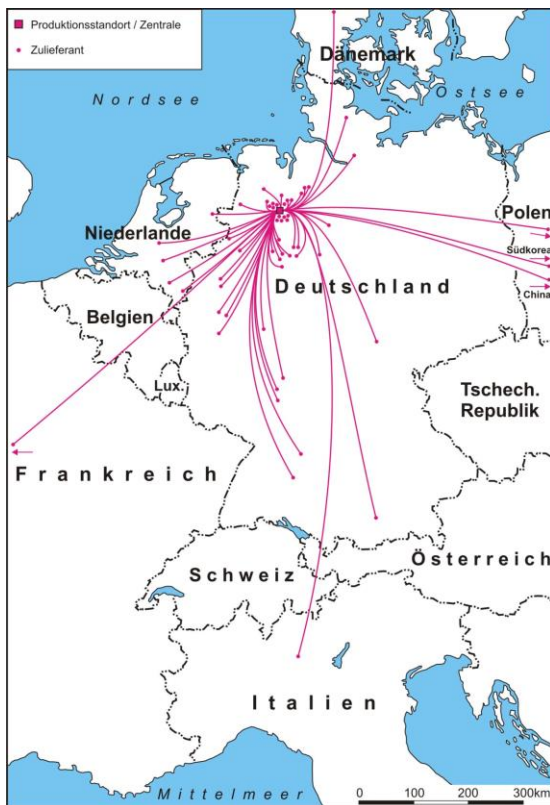 Produktionsstandort / Zentrale
Zulieferant
Dänemark
Nordsee
Ostsee
Polen
Niederlande
Südkorea
Deutschland
China
Belgien
Lux.
Tschech.
Republik
Frankreich
Österreich
Schweiz
Italien
Mittelmeer
0 100 200 300km